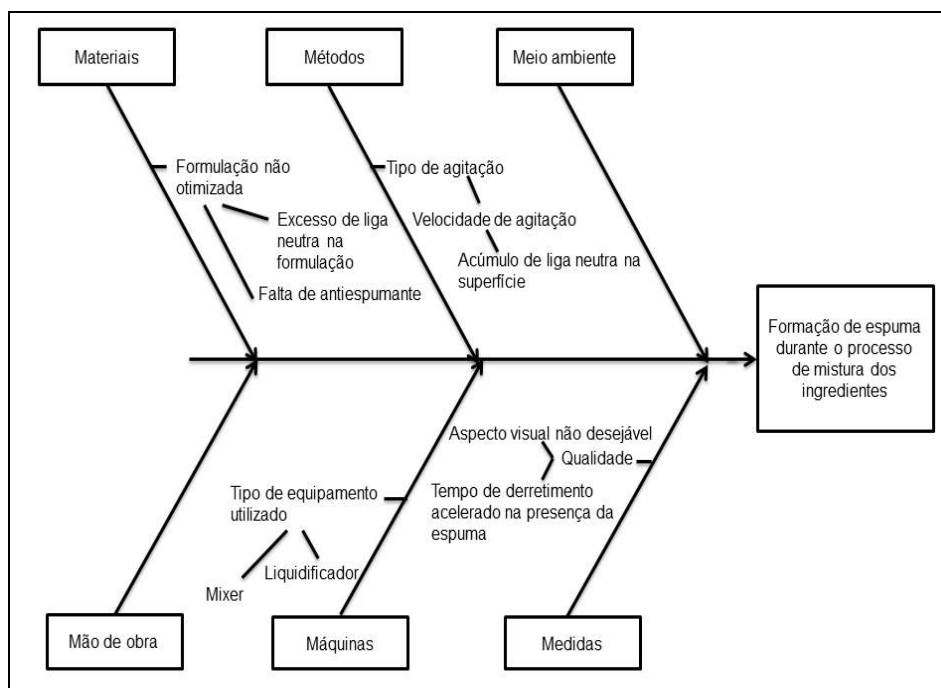 Materiais
Métodos
Meio ambiente
Formulação não
otimizada
Excesso de liga
neutra na
formulação
Falta de antiespumante
Tipo de agitação
Velocidade de agitação
Acúmulo de liga neutra na
superfície
Formação de espuma
durante o processo
de mistura dos
ingredientes
Aspecto visual não desejável
Qualidade
Tempo de derretimento
acelerado na presença da
espuma
Tipo de equipamento
utilizado
Liquidificador
Mixer
Mão de obra
Máquinas
Medidas